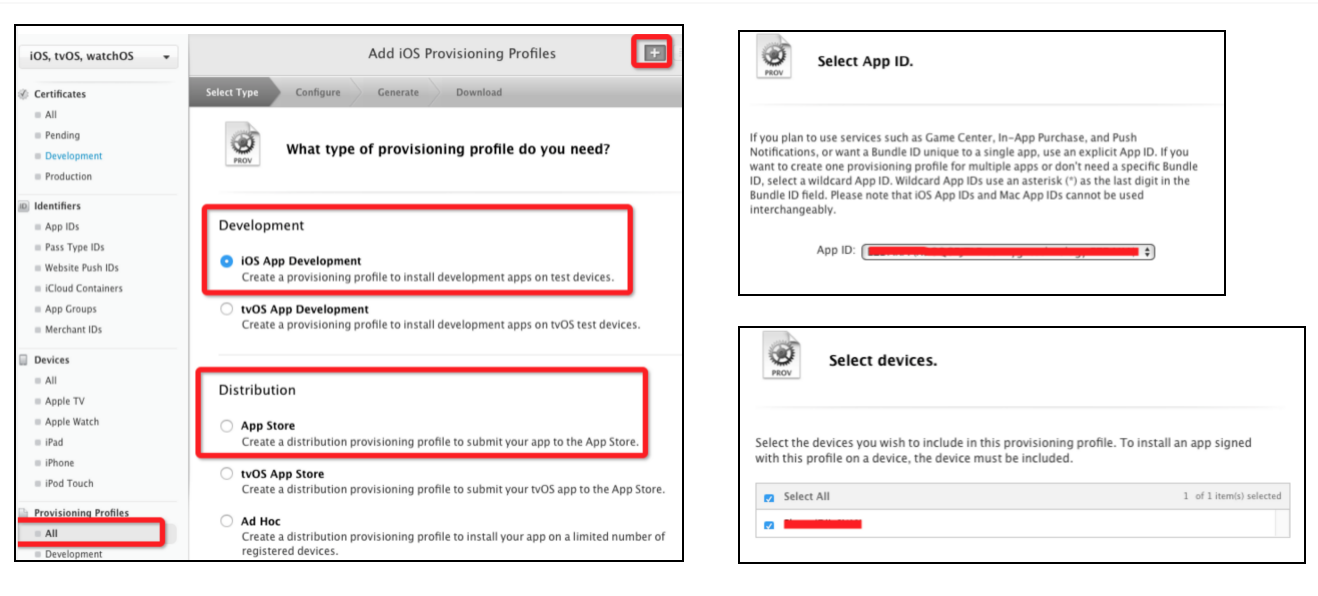 iOS, tvOS, watchOS
Certificates
All
Pending
Development
Production
Identifiers
App IDs
Pass Type IDs
Website Push IDs
iCloud Containers
App Groups
Merchant IDs
Devices
All
Apple TV
Apple Watch
iPad
iPhone
iPod Touch
Provisioning Profiles
All
Development
Add iOS Provisioning Profiles
Select Type
Configure
Generate
Download
PROV
What type of provisioning profile do you need?
Development
iOS App Development
Create a provisioning profile to install development apps on test devices.
tvOS App Development
Create a provisioning profile to install development apps on tvOS test devices.
Distribution
App Store
Create a distribution provisioning profile to submit your app to the App Store.
tvOS App Store
Create a distribution provisioning profile to submit your tvOS app to the App Store.
Ad Hoc
Create a distribution provisioning profile to install your app on a limited number of
registered devices.
PROV
Select App ID.
If you plan to use services such as Game Center, In-App Purchase, and Push
Notifications, or want a Bundle ID unique to a single app, use an explicit App ID. If you
want to create one provisioning profile for multiple apps or don't need a specific Bundle
ID, select a wildcard App ID. Wildcard App IDs use an asterisk (*) as the last digit in the
Bundle ID field. Please note that iOS App IDs and Mac App IDs cannot be used
interchangeably.
App ID:
PROV
Select devices.
Select the devices you wish to include in this provisioning profile. To install an app signed
with this profile on a device, the device must be included.
Select All
1 of 1 item(s) selected